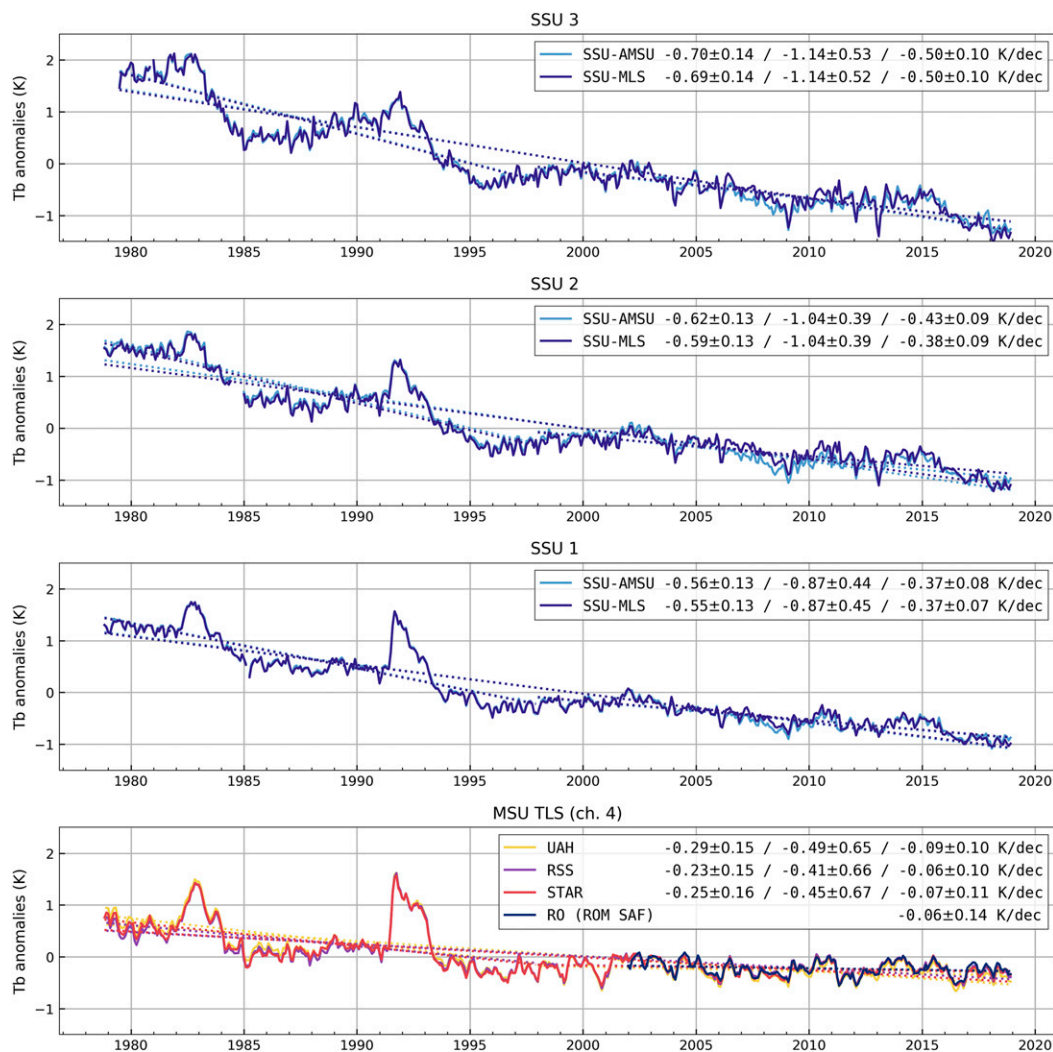 SSU 3
Tb anomalies (K)
2
1
0
−1
SSU-AMSU -0.70±0.14 / -1.14±0.53 / -0.50±0.10 K/dec
SSU-MLS -0.69±0.14 / -1.14±0.52 / -0.50±0.10 K/dec
1980 1985 1990 1995 2000 2005 2010 2015 2020
SSU 2
Tb anomalies (K)
2
1
0
−1
SSU-AMSU -0.62±0.13 / -1.04±0.39 / -0.43±0.09 K/dec
SSU-MLS -0.59±0.13 / -1.04±0.39 / -0.38±0.09 K/dec
1980 1985 1990 1995 2000 2005 2010 2015 2020
SSU 1
Tb anomalies (K)
2
1
0
−1
SSU-AMSU -0.56±0.13 / -0.87±0.44 / -0.37±0.08 K/dec
SSU-MLS -0.55±0.13 / -0.87±0.45 / -0.37±0.07 K/dec
1980 1985 1990 1995 2000 2005 2010 2015 2020
MSU TLS (ch. 4)
Tb anomalies (K)
2
1
0
−1
UAH -0.29±0.15 / -0.49±0.65 / -0.09±0.10 K/dec
RSS -0.23±0.15 / -0.41±0.66 / -0.06±0.10 K/dec
STAR -0.25±0.16 / -0.45±0.67 / -0.07±0.11 K/dec
RO (ROM SAF) -0.06±0.14 K/dec
1980 1985 1990 1995 2000 2005 2010 2015 2020